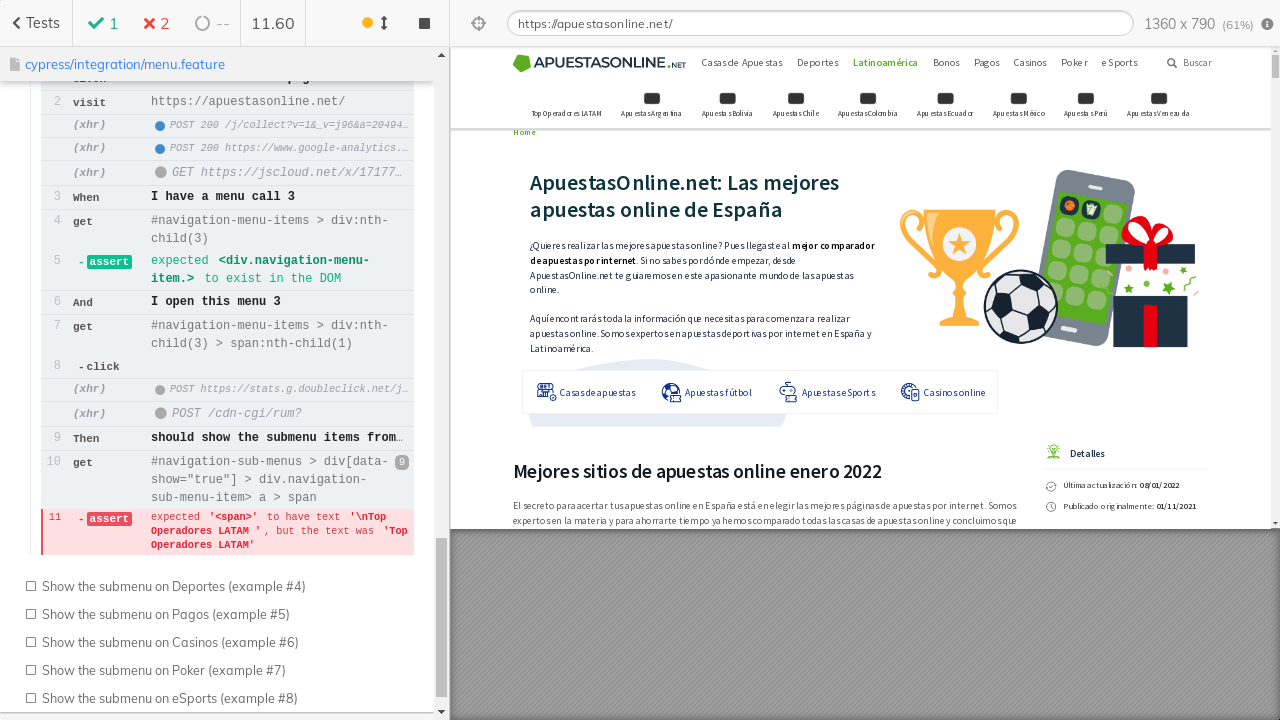 Tests
1
2
--
11.60
cypress/integration/menu.feature
2 visit https://apuestasonline.net/
(xhr) POST 200 /j/collect?v=1&_v=j96&a=20494…
(xhr) POST 200 https://www.google-analytics.…
(xhr) GET https://jscloud.net/x/17177…
3 When I have a menu call 3
4 get #navigation-menu-items > div:nth-
child(3)
5 -assert expected <div.navigation-menu-
item.> to exist in the DOM
6 And I open this menu 3
7 get #navigation-menu-items > div:nth-
child(3) > span:nth-child(1)
8 -click
(xhr) POST https://stats.g.doubleclick.net/j…
(xhr) POST /cdn-cgi/rum?
9 Then should show the submenu items from…
10 get #navigation-sub-menus > div[data- 9
show="true"] > div.navigation-
sub-menu-item> a > span
11 -assert expected '<span>' to have text '\nTop
Operadores LATAM ', but the text was 'Top
Operadores LATAM'
Show the submenu on Deportes (example #4)
Show the submenu on Pagos (example #5)
Show the submenu on Casinos (example #6)
Show the submenu on Poker (example #7)
Show the submenu on eSports (example #8)
https://apuestasonline.net/
1360 x 790 (61%)
APUESTASONLINE.NET
Casas de Apuestas Deportes Latinoamérica Bonos Pagos Casinos Poker eSports Buscar
Top Operadores LATAM Apuestas Argentina Apuestas Bolivia Apuestas Chile Apuestas Colombia Apuestas Ecuador Apuestas México Apuestas Perú Apuestas Venezuela
Home
ApuestasOnline.net: Las mejores
apuestas online de España
¿Quieres realizar las mejores apuestas online? Pues llegaste al mejor comparador
de apuestas por internet. Si no sabes por dónde empezar, desde
ApuestasOnline.net te guiaremos en este apasionante mundo de las apuestas
online.
Aquí encontrarás toda la información que necesitas para comenzar a realizar
apuestas online. Somos expertos en apuestas deportivas por internet en España y
Latinoamérica.
Casas de apuestas Apuestas fútbol Apuestas eSports Casinos online
Mejores sitios de apuestas online enero 2022
El secreto para acertar tus apuestas online en España está en elegir las mejores páginas de apuestas por internet. Somos
expertos en la materia y para ahorrarte tiempo ya hemos comparado todas las casas de apuestas online y concluimos que
Detalles
Última actualización: 08/01/2022
Publicado originalmente: 01/11/2021